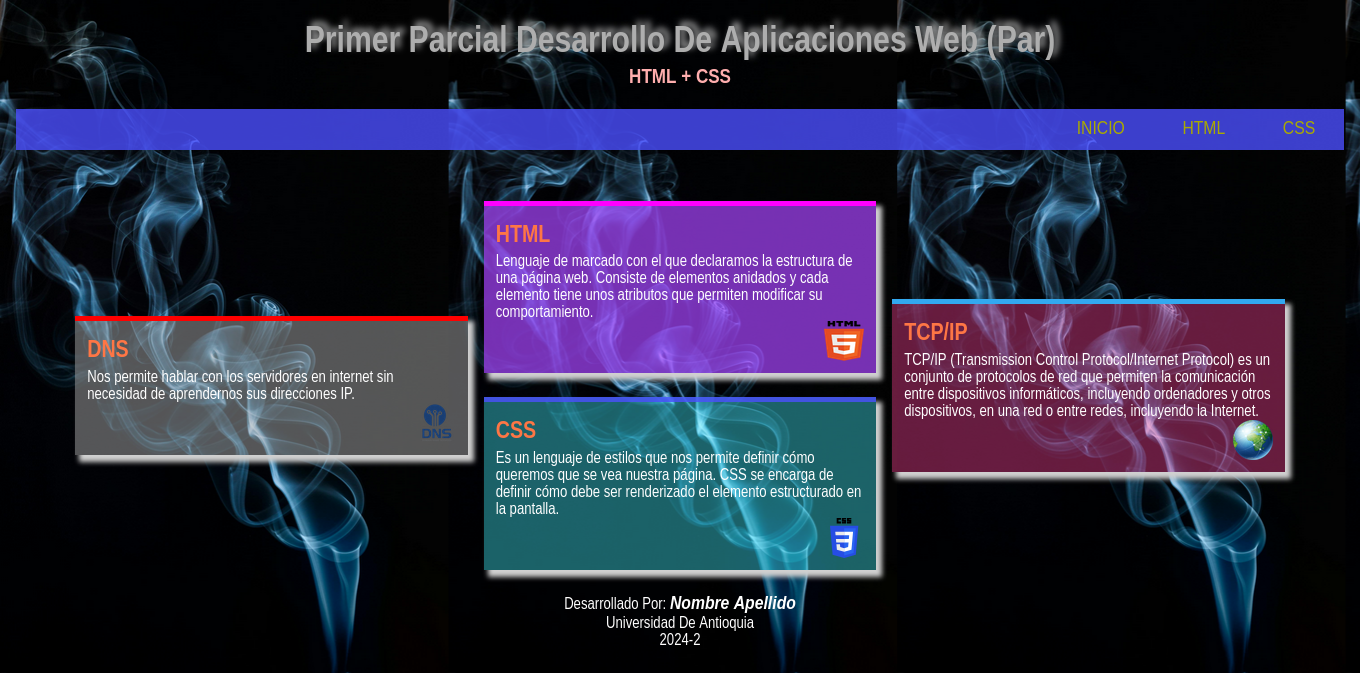 Primer Parcial Desarrollo De Aplicaciones Web (Par)
HTML + CSS
INICIO HTML CSS
DNS
Nos permite hablar con los servidores en internet sin
necesidad de aprendernos sus direcciones IP.
DNS
HTML
Lenguaje de marcado con el que declaramos la estructura de
una página web. Consiste de elementos anidados y cada
elemento tiene unos atributos que permiten modificar su
comportamiento.
HTML
5
CSS
Es un lenguaje de estilos que nos permite definir cómo
queremos que se vea nuestra página. CSS se encarga de
definir cómo debe ser renderizado el elemento estructurado en
la pantalla.
CSS
3
TCP/IP
TCP/IP (Transmission Control Protocol/Internet Protocol) es un
conjunto de protocolos de red que permiten la comunicación
entre dispositivos informáticos, incluyendo ordenadores y otros
dispositivos, en una red o entre redes, incluyendo la Internet.
Desarrollado Por: Nombre Apellido
Universidad De Antioquia
2024-2